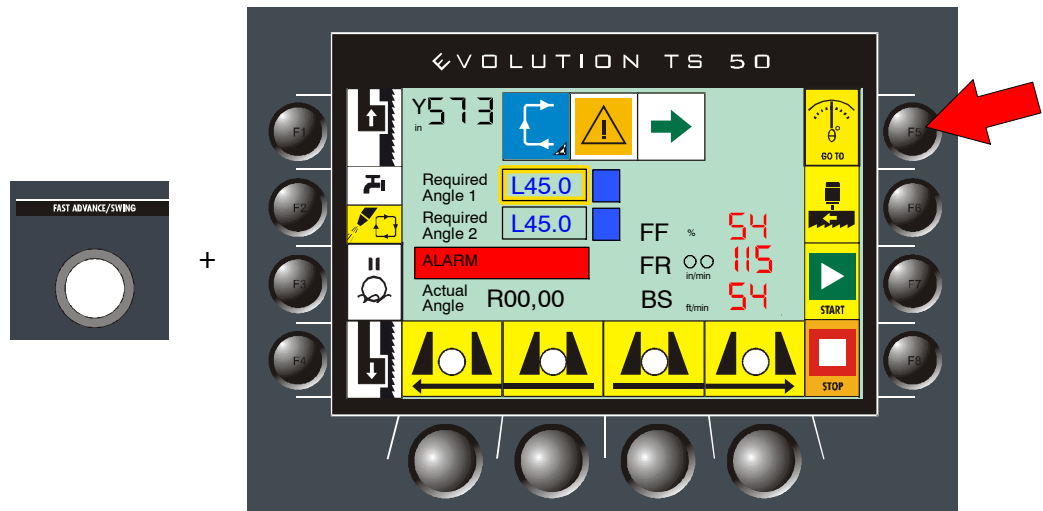 EVOLUTION TS 50
F1
F2
F3
F4
FAST ADVANCE/SWING
+
Y573
in
Required
Angle 1
L45.0
Required
Angle 2
L45.0
ALARM
Actual
Angle
R00,00
FF % 54
FR in/min 115
BS ft/min 54
θ°
GO TO
START
STOP
F5
F6
F7
F8